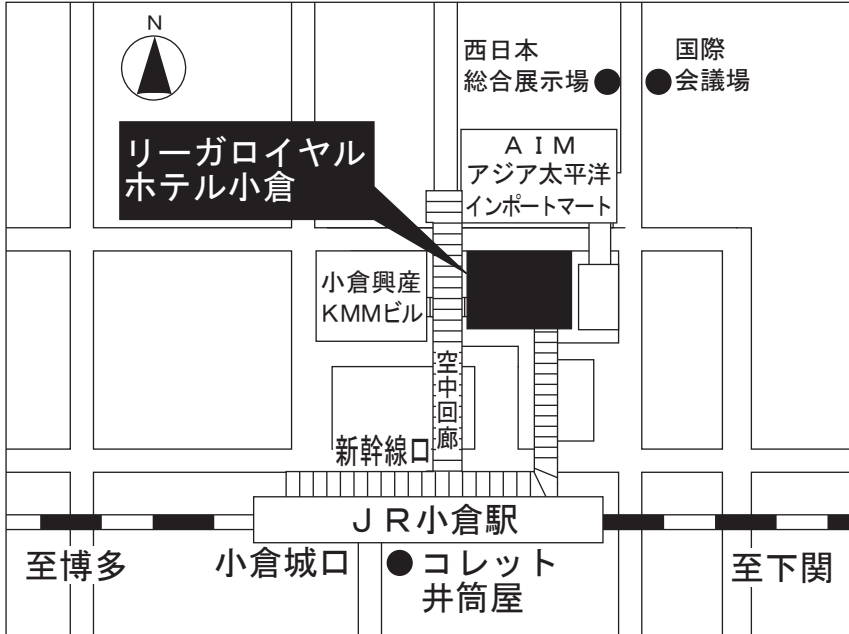 N
西日本
総合展示場
国際
会議場
リーガロイヤル
ホテル小倉
ＡＩＭ
アジア太平洋
インポートマート
小倉興産
KMMビル
空中回廊
新幹線口
ＪＲ小倉駅
至博多
小倉城口
コレット
井筒屋
至下関